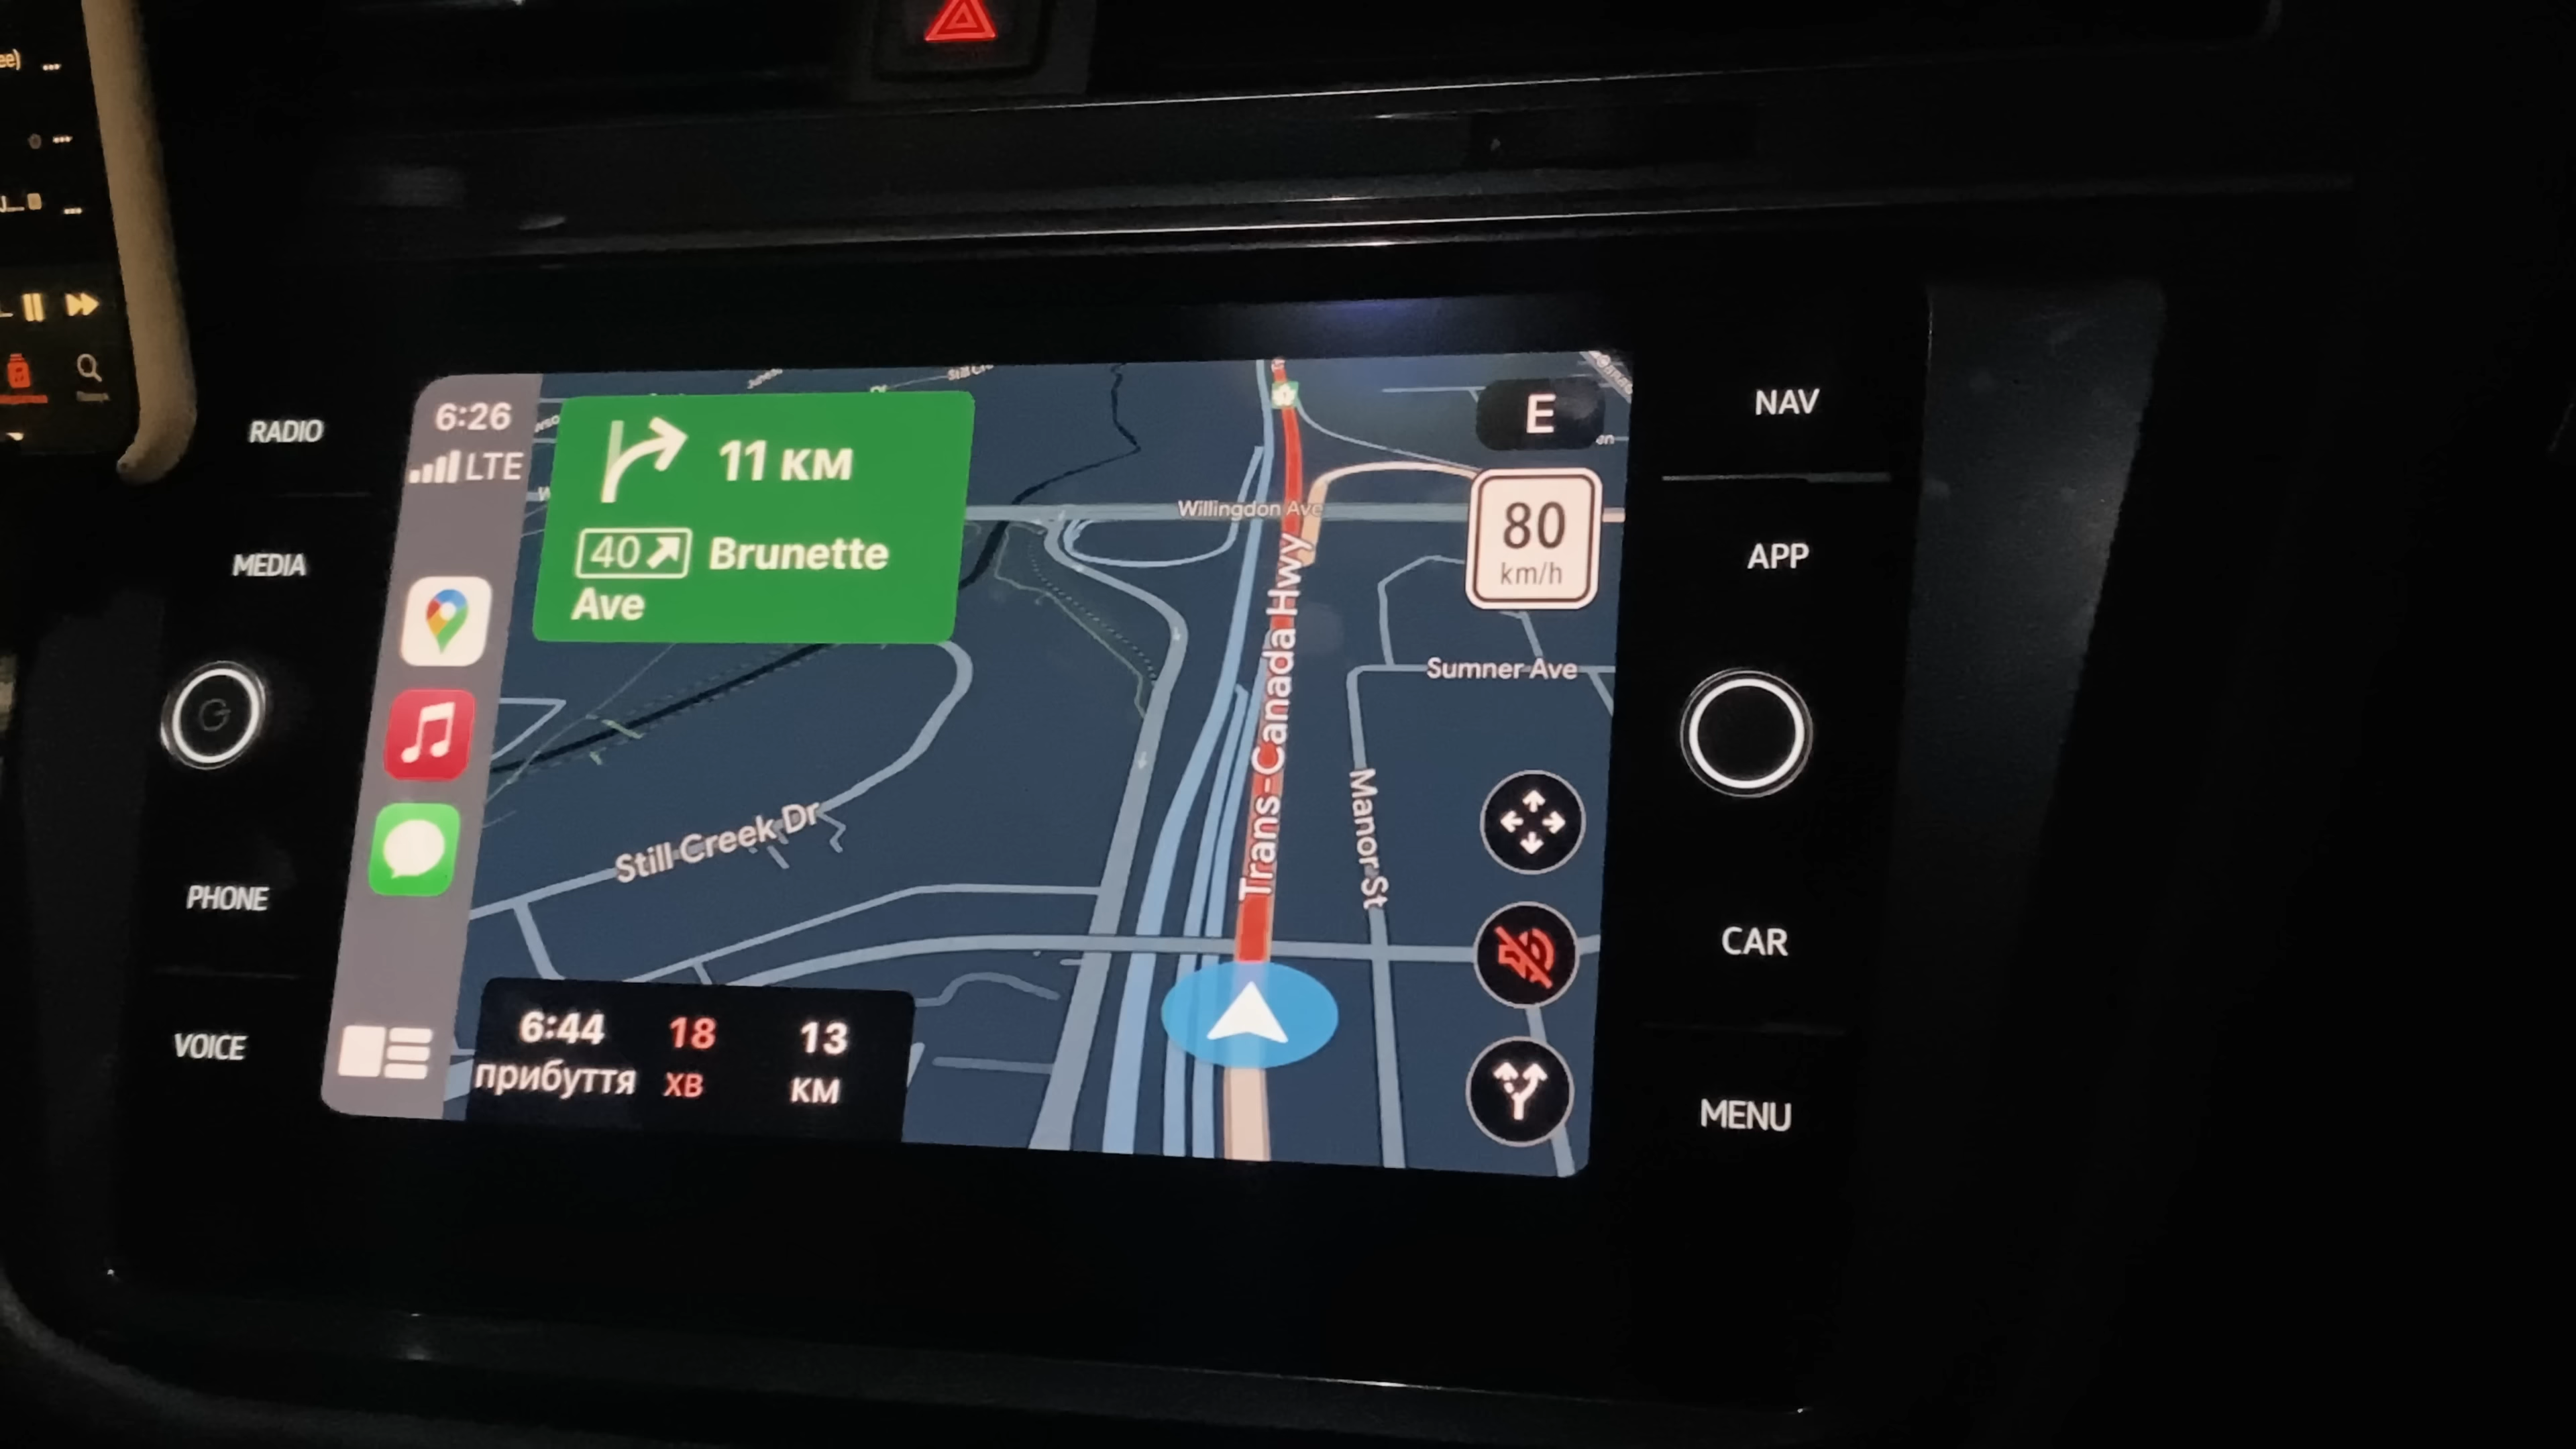 RADIO
MEDIA
PHONE
VOICE
6:26
LTE
11 км
40 Brunette
Ave
E
80
km/h
Willingdon Ave
Trans-Canada Hwy
Sumner Ave
Manor St
Still Creek Dr
6:44 18 13
прибуття хв км
NAV
APP
CAR
MENU